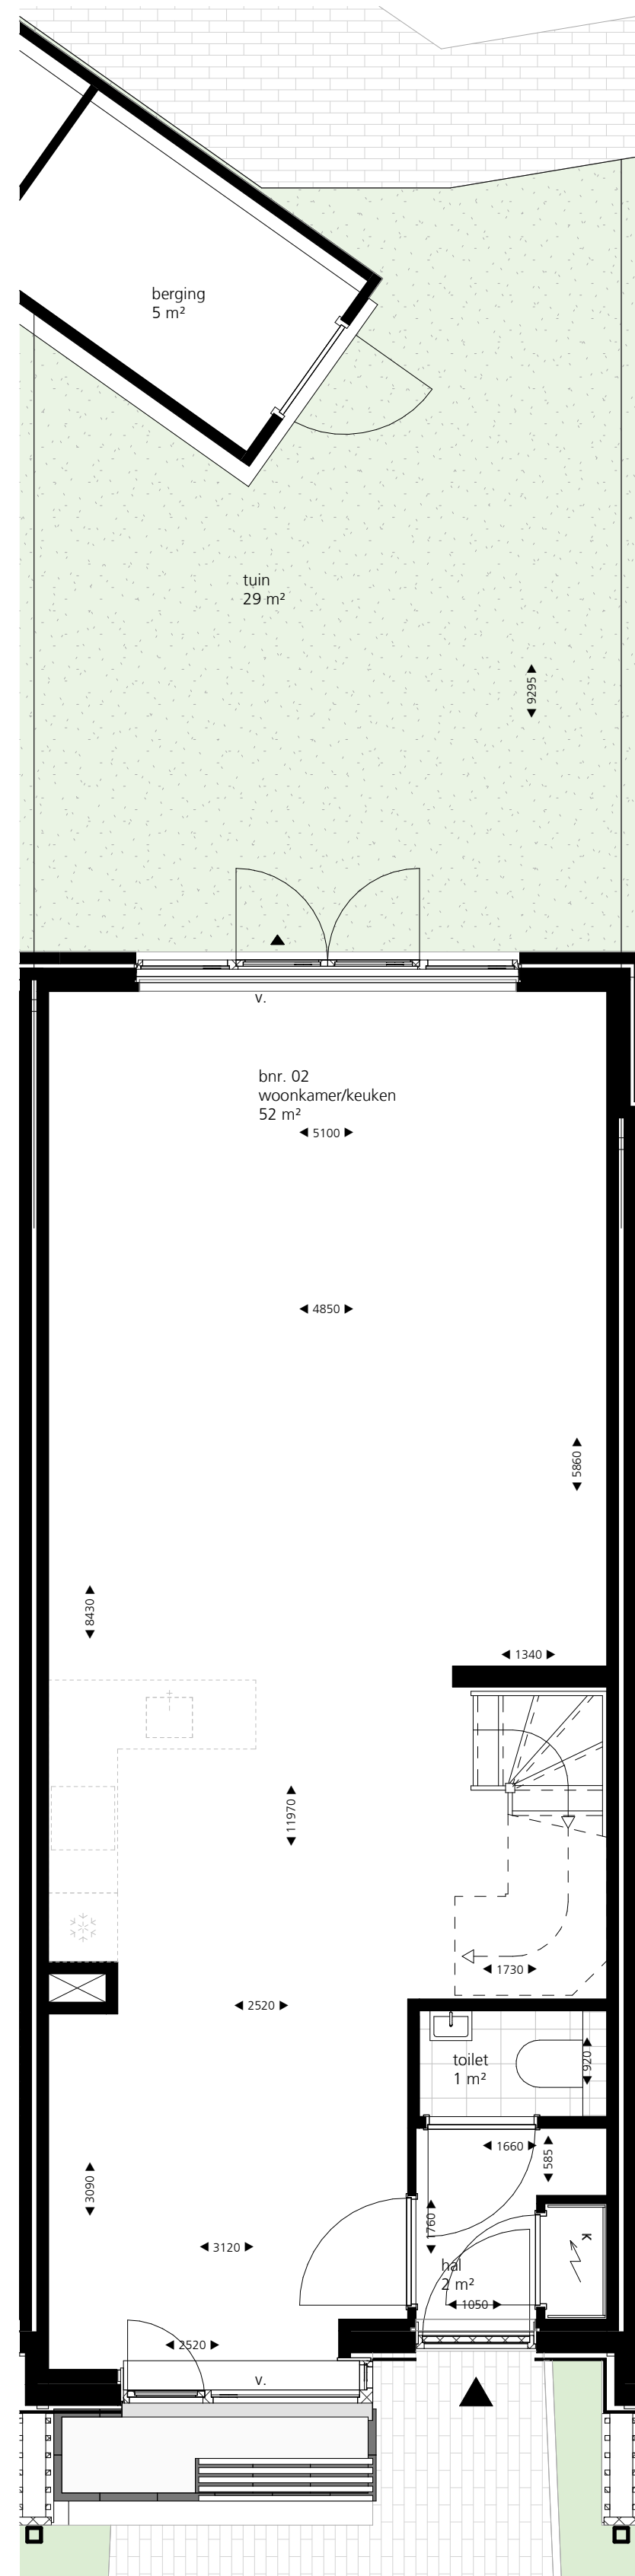 berging
5 m²
tuin
29 m²
9295
v.
bnr. 02
woonkamer/keuken
52 m²
5100
4850
5860
8430
1340
11970
1730
2520
toilet
1 m²
920
1660
585
3090
1760
3120
hal
2 m²
K
1050
2520
v.